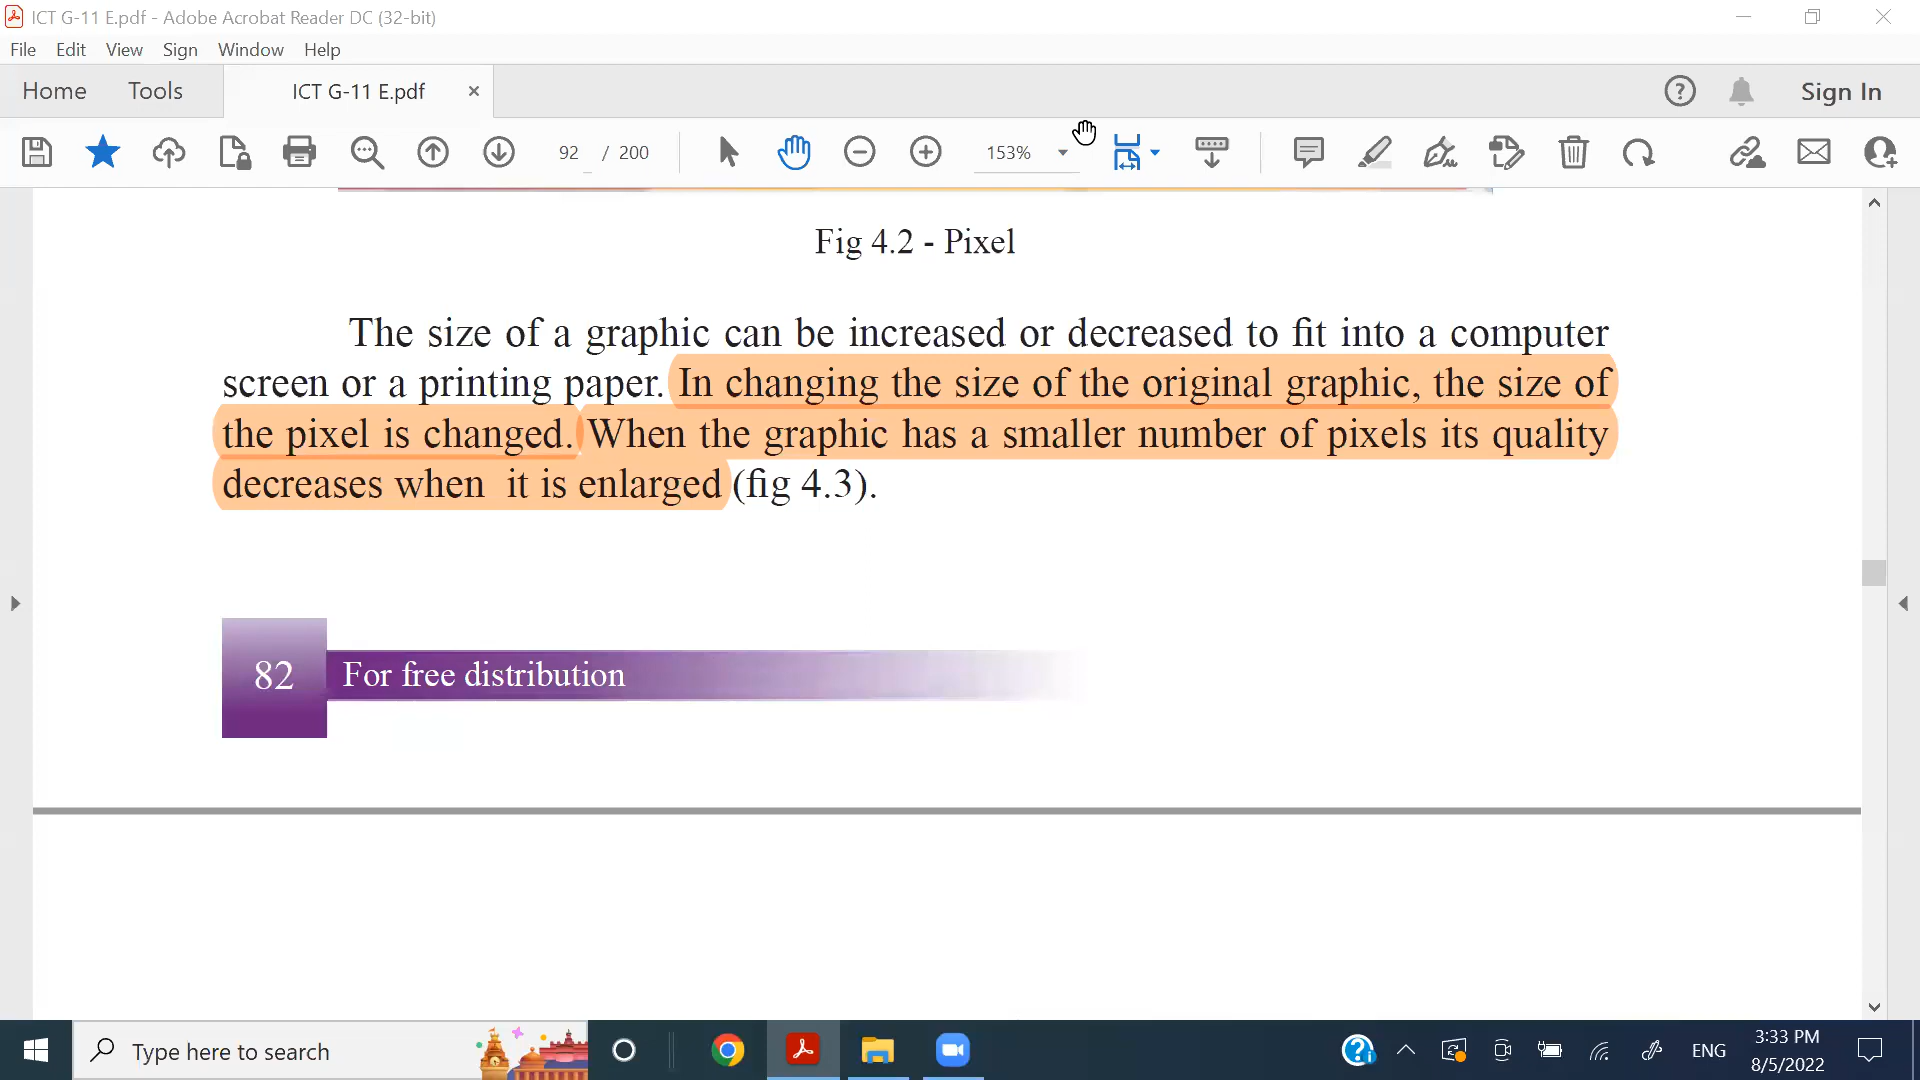 ICT G-11 E.pdf - Adobe Acrobat Reader DC (32-bit)
File Edit View Sign Window Help
Home Tools ICT G-11 E.pdf × Sign In
92 / 200 153%
Fig 4.2 - Pixel
The size of a graphic can be increased or decreased to fit into a computer
screen or a printing paper. In changing the size of the original graphic, the size of
the pixel is changed. When the graphic has a smaller number of pixels its quality
decreases when it is enlarged (fig 4.3).
82 For free distribution
Type here to search
ENG
3:33 PM
8/5/2022